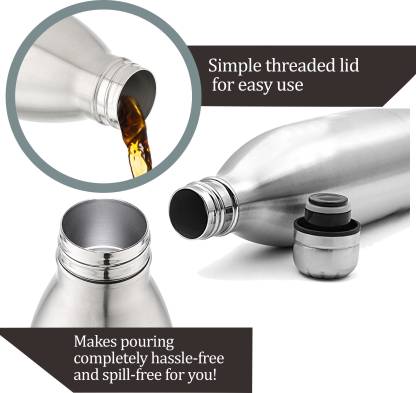 Simple threaded lid
for easy use
Makes pouring
completely hassle-free
and spill-free for you!